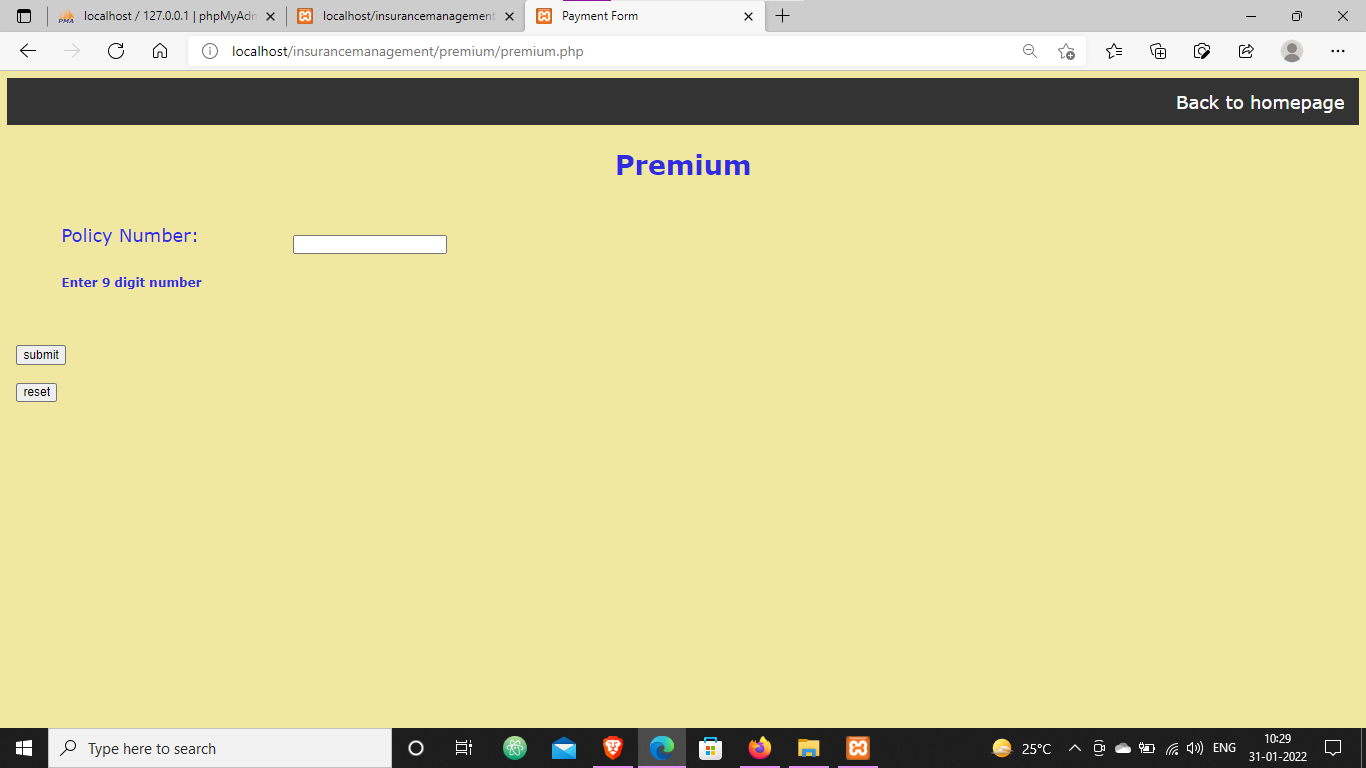 localhost / 127.0.0.1 | phpMyAdn
localhost/insurancemanagement
Payment Form
localhost/insurancemanagement/premium/premium.php
Back to homepage
Premium
Policy Number:
Enter 9 digit number
submit
reset
Type here to search
25°C
ENG
10:29
31-01-2022